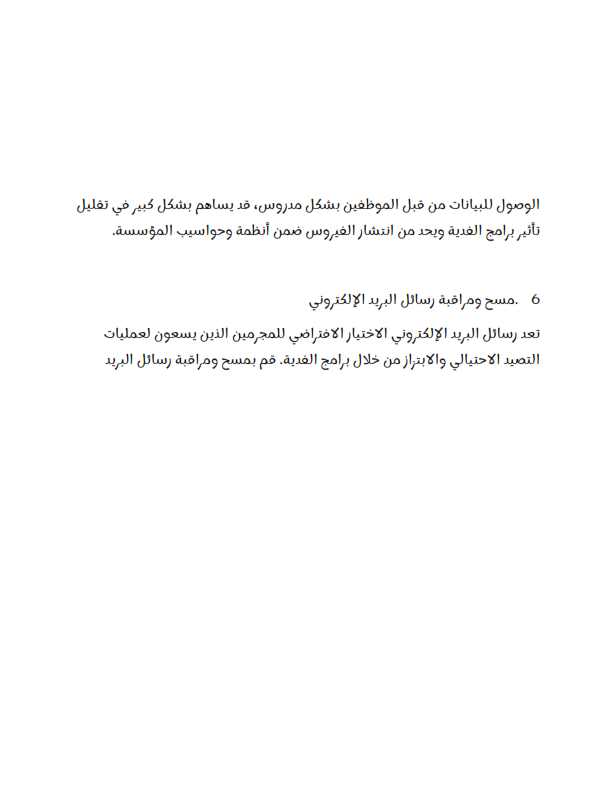 الوصول للبيانات من قبل الموظفين بشكل مدروس، قد يساهم بشكل كبير في تقليل
تأثير برامج الفدية ويحد من انتشار الفيروس ضمن أنظمة وحواسيب المؤسسة.
6 .مسح ومراقبة رسائل البريد الإلكتروني
تعد رسائل البريد الإلكتروني الاختيار الافتراضي للمجرمين الذين يسعون لعمليات
التصيد الاحتيالي والابتزاز من خلال برامج الفدية. قم بمسح ومراقبة رسائل البريد